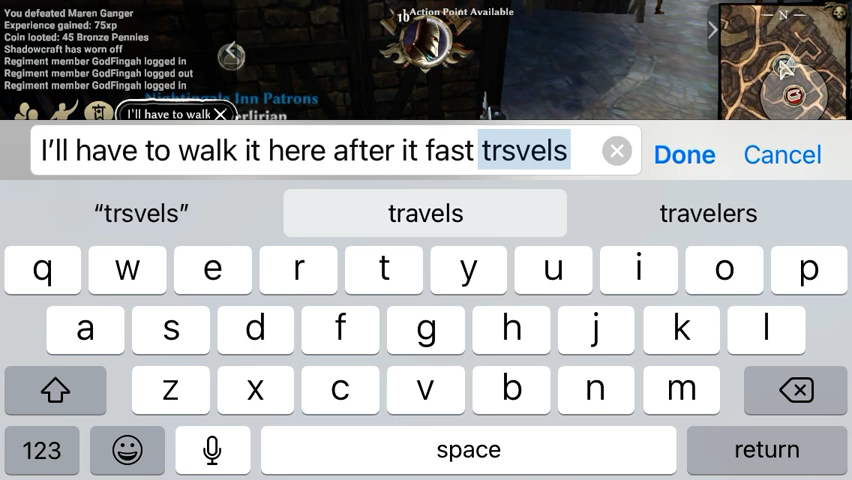 You defeated Maren Ganger
Experience gained: 75xp
Coin looted: 45 Bronze Pennies
Shadowcraft has worn off
Regiment member GodFingah logged in
Regiment member GodFingah logged out
Regiment member GodFingah logged in
10 Action Point Available
N
Nightingale Inn Patrons
I'll have to walk
I’ll have to walk it here after it fast trsvels
Done Cancel
“trsvels” travels travelers
q w e r t y u i o p
a s d f g h j k l
z x c v b n m
123 space return